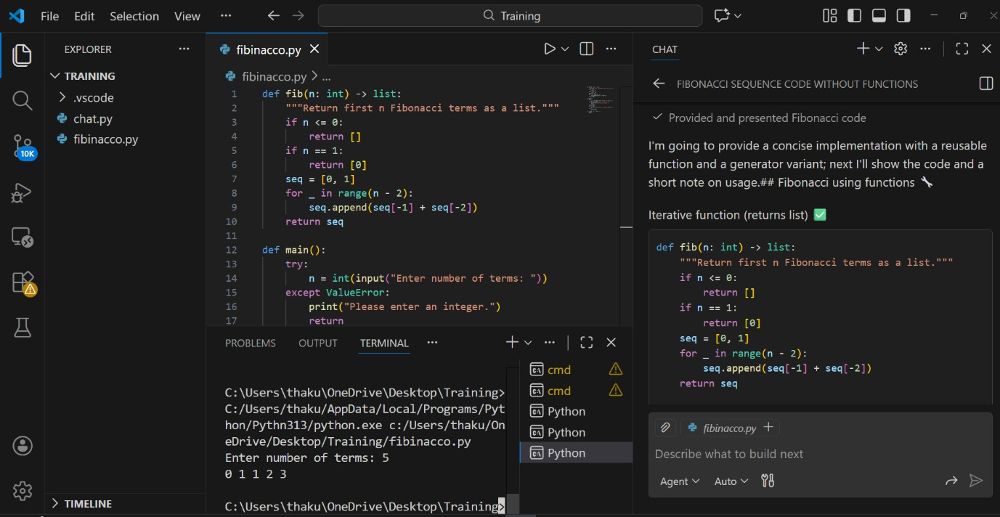 File Edit Selection View ···
Training
EXPLORER ···
TRAINING
.vscode
chat.py
fibinacco.py
10K
TIMELINE
fibinacco.py
fibinacco.py > ...
1 def fib(n: int) -> list:
2 """Return first n Fibonacci terms as a list."""
3 if n <= 0:
4 return []
5 if n == 1:
6 return [0]
7 seq = [0, 1]
8 for _ in range(n - 2):
9 seq.append(seq[-1] + seq[-2])
10 return seq
11
12 def main():
13 try:
14 n = int(input("Enter number of terms: "))
15 except ValueError:
16 print("Please enter an integer.")
17 return
PROBLEMS OUTPUT TERMINAL ···
C:\Users\thaku\OneDrive\Desktop\Training>
C:/Users/thaku/AppData/Local/Programs/Pyt
hon/Pythn313/python.exe c:/Users/thaku/On
eDrive/Desktop/Training/fibinacco.py
Enter number of terms: 5
0 1 1 2 3
C:\Users\thaku\OneDrive\Desktop\Training>
cmd
cmd
Python
Python
Python
CHAT
FIBONACCI SEQUENCE CODE WITHOUT FUNCTIONS
Provided and presented Fibonacci code
I'm going to provide a concise implementation with a reusable
function and a generator variant; next I'll show the code and a
short note on usage.## Fibonacci using functions 🔧
Iterative function (returns list) ✅
def fib(n: int) -> list:
"""Return first n Fibonacci terms as a list."""
if n <= 0:
return []
if n == 1:
return [0]
seq = [0, 1]
for _ in range(n - 2):
seq.append(seq[-1] + seq[-2])
return seq
fibinacco.py
Describe what to build next
Agent Auto